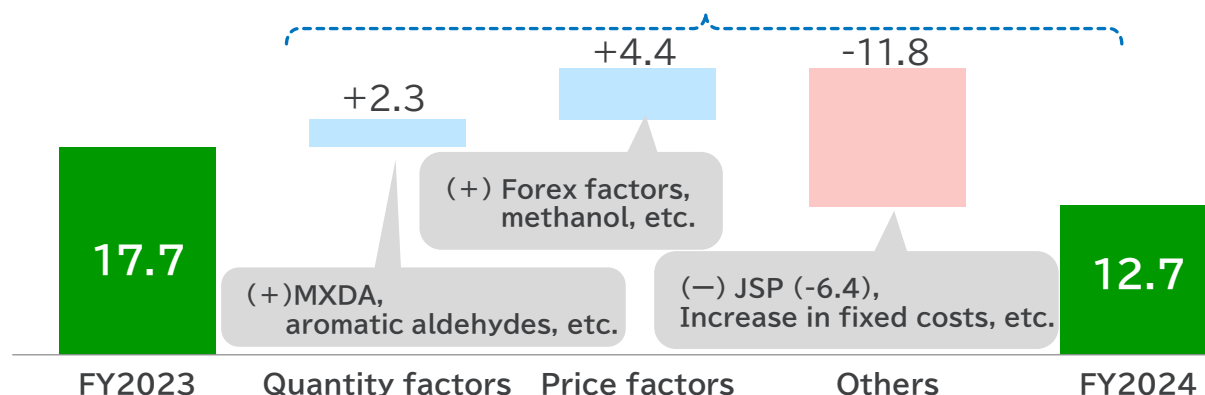 +2.3
+4.4
-11.8
(+) Forex factors,
methanol, etc.
17.7
(+)MXDA,
aromatic aldehydes, etc.
(−) JSP (-6.4),
Increase in fixed costs, etc.
12.7
FY2023
Quantity factors
Price factors
Others
FY2024